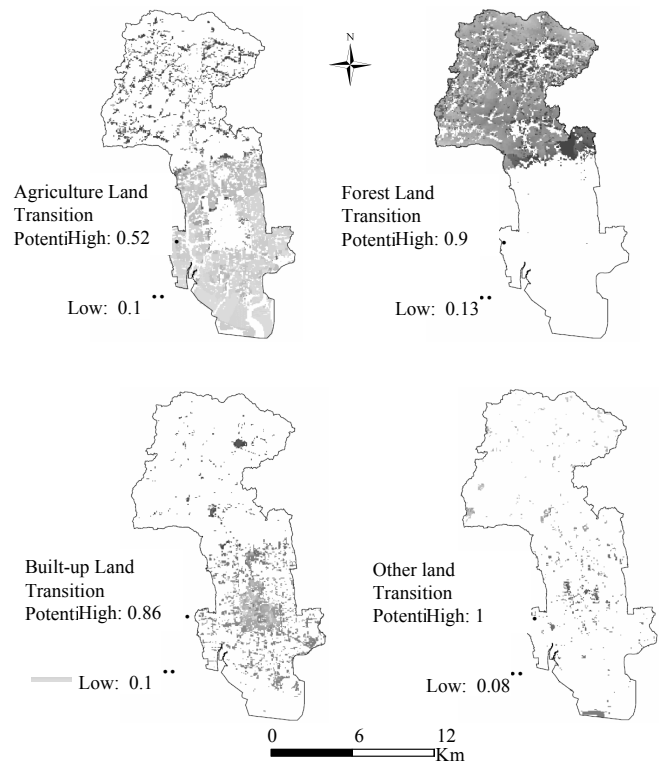 N
Agriculture Land
Transition
PotentiHigh: 0.52
Low: 0.1
Forest Land
Transition
PotentiHigh: 0.9
Low: 0.13
Built-up Land
Transition
PotentiHigh: 0.86
Low: 0.1
Other land
Transition
PotentiHigh: 1
Low: 0.08
0 6 12
Km